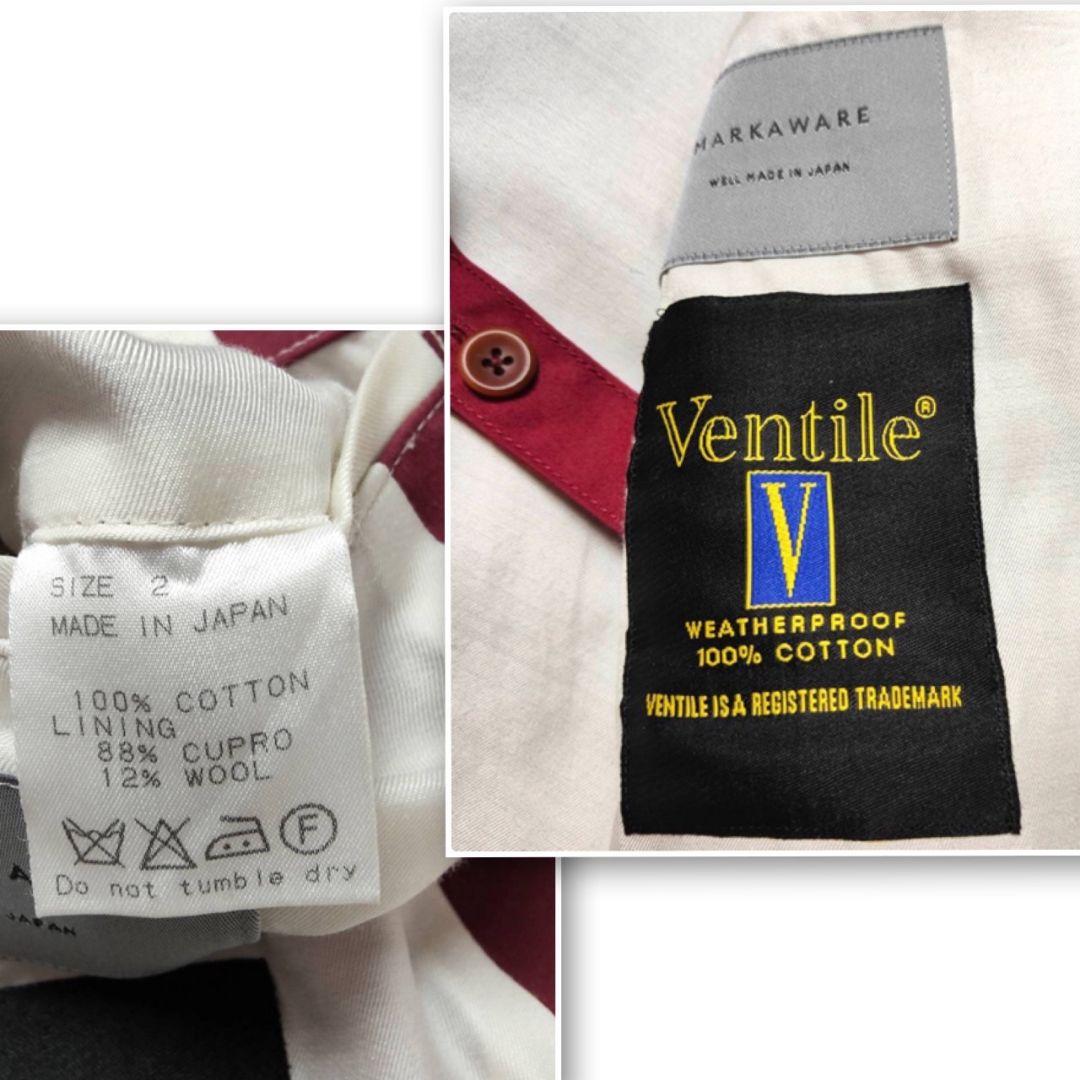 MARKAWARE
WELL MADE IN JAPAN
Ventile®
V
WEATHERPROOF
100% COTTON
VENTILE IS A REGISTERED TRADEMARK
SIZE 2
MADE IN JAPAN
100% COTTON
LINING
88% CUPRO
12% WOOL
F
Do not tumble dry
A
JAPAN